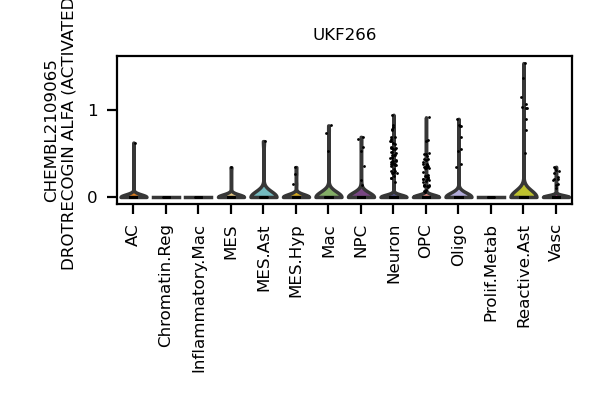 UKF266
CHEMBL2109065
DROTRECOGIN ALFA (ACTIVATED
1
0
AC
Chromatin.Reg
Inflammatory.Mac
MES
MES.Ast
MES.Hyp
Mac
NPC
Neuron
OPC
Oligo
Prolif.Metab
Reactive.Ast
Vasc